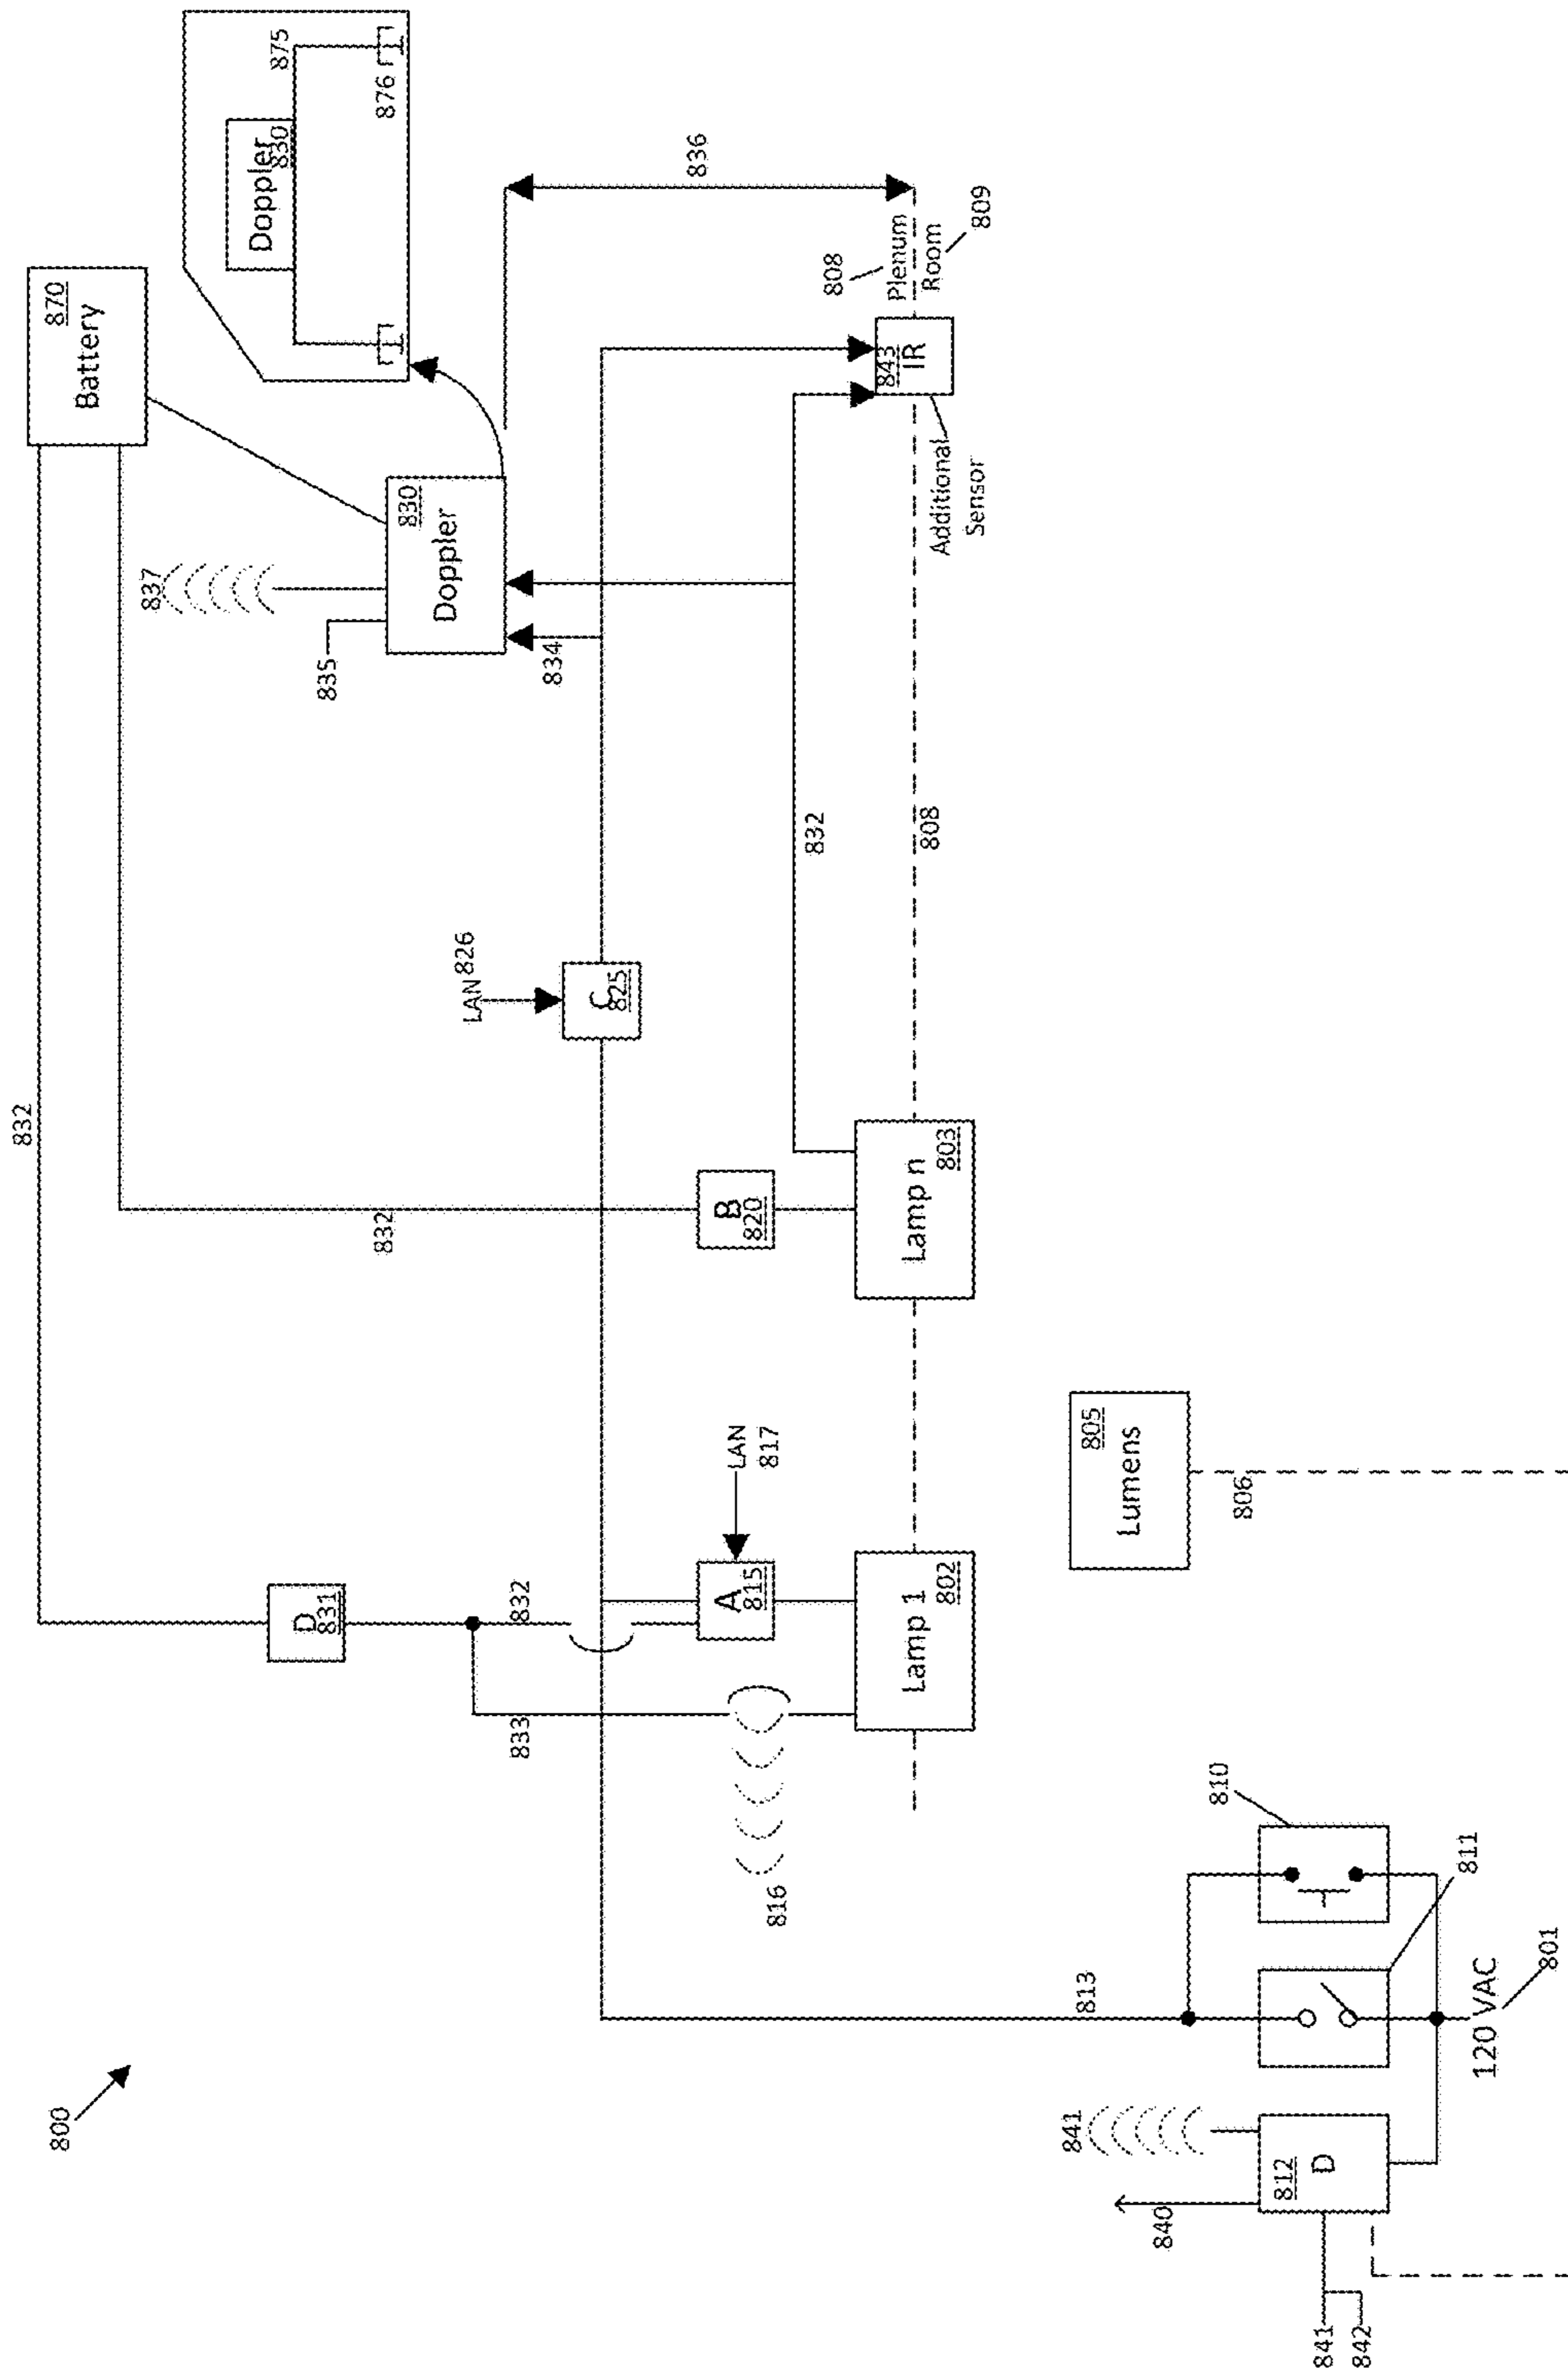 800
832
870
Battery
Doppler
830
875
876
837
835
830
Doppler
834
836
D
831
832
833
832
LAN 826
C
825
816
A
815
LAN
817
B
820
832
808
Plenum
Room
809
843
IR
Additional
Sensor
808
Lamp 1
802
Lamp n
803
805
Lumens
806
813
810
811
841
840
812
D
841
842
120 VAC
801